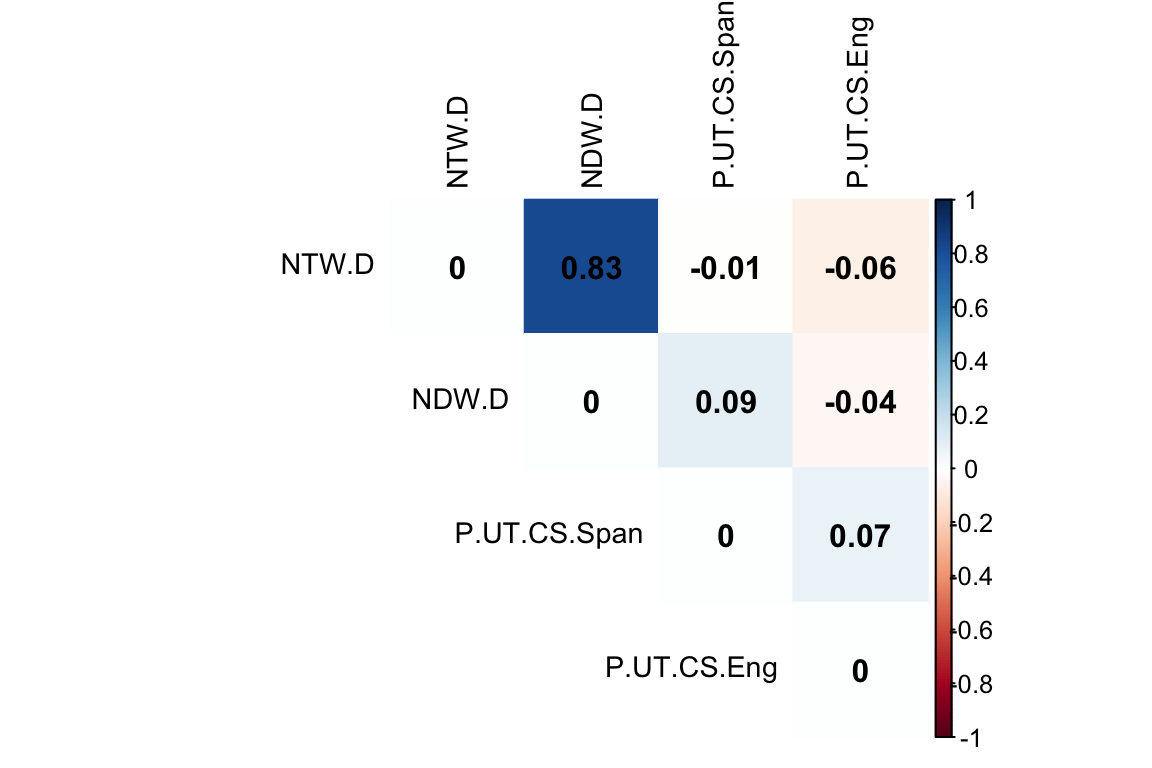 NTW.D
NDW.D
P.UT.CS.Span
P.UT.CS.Eng
1
NTW.D 0 0.83 -0.01 -0.06
0.8
0.6
0.4
NDW.D 0 0.09 -0.04
0.2
0
P.UT.CS.Span 0 0.07
-0.2
-0.4
-0.6
P.UT.CS.Eng 0
-0.8
-1